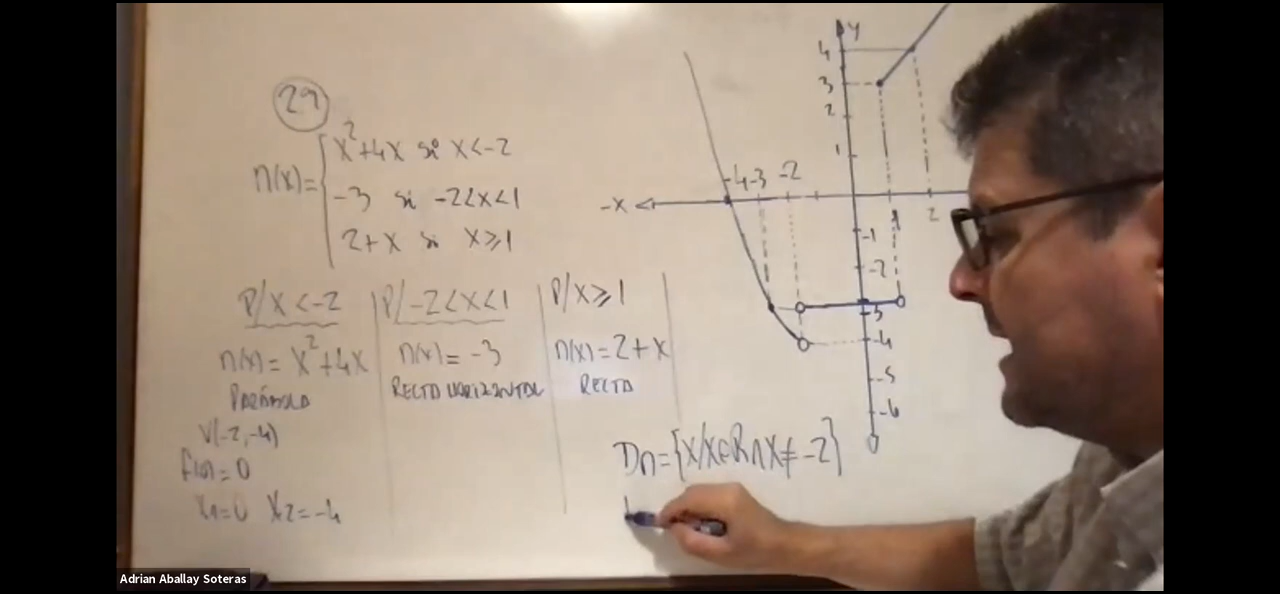 29
n(x)= { x²+4x si x<-2
-3 si -2<x<1
2+x si x≥1
P/x<-2 P/-2<x<1 P/x≥1
n(x)= x²+4x n(x)= -3 n(x)=2+x
PARÁBOLA RECTA HORIZONTAL RECTA
V(-2,-4)
f(x)=0
x1=0 x2=-4
y
4
3
2
1
-4 -3 -2
-x
1 2
-1
-2
3
-4
-5
-6
Dn={x/x∈R∧x≠-2}
Adrian Aballay Soteras